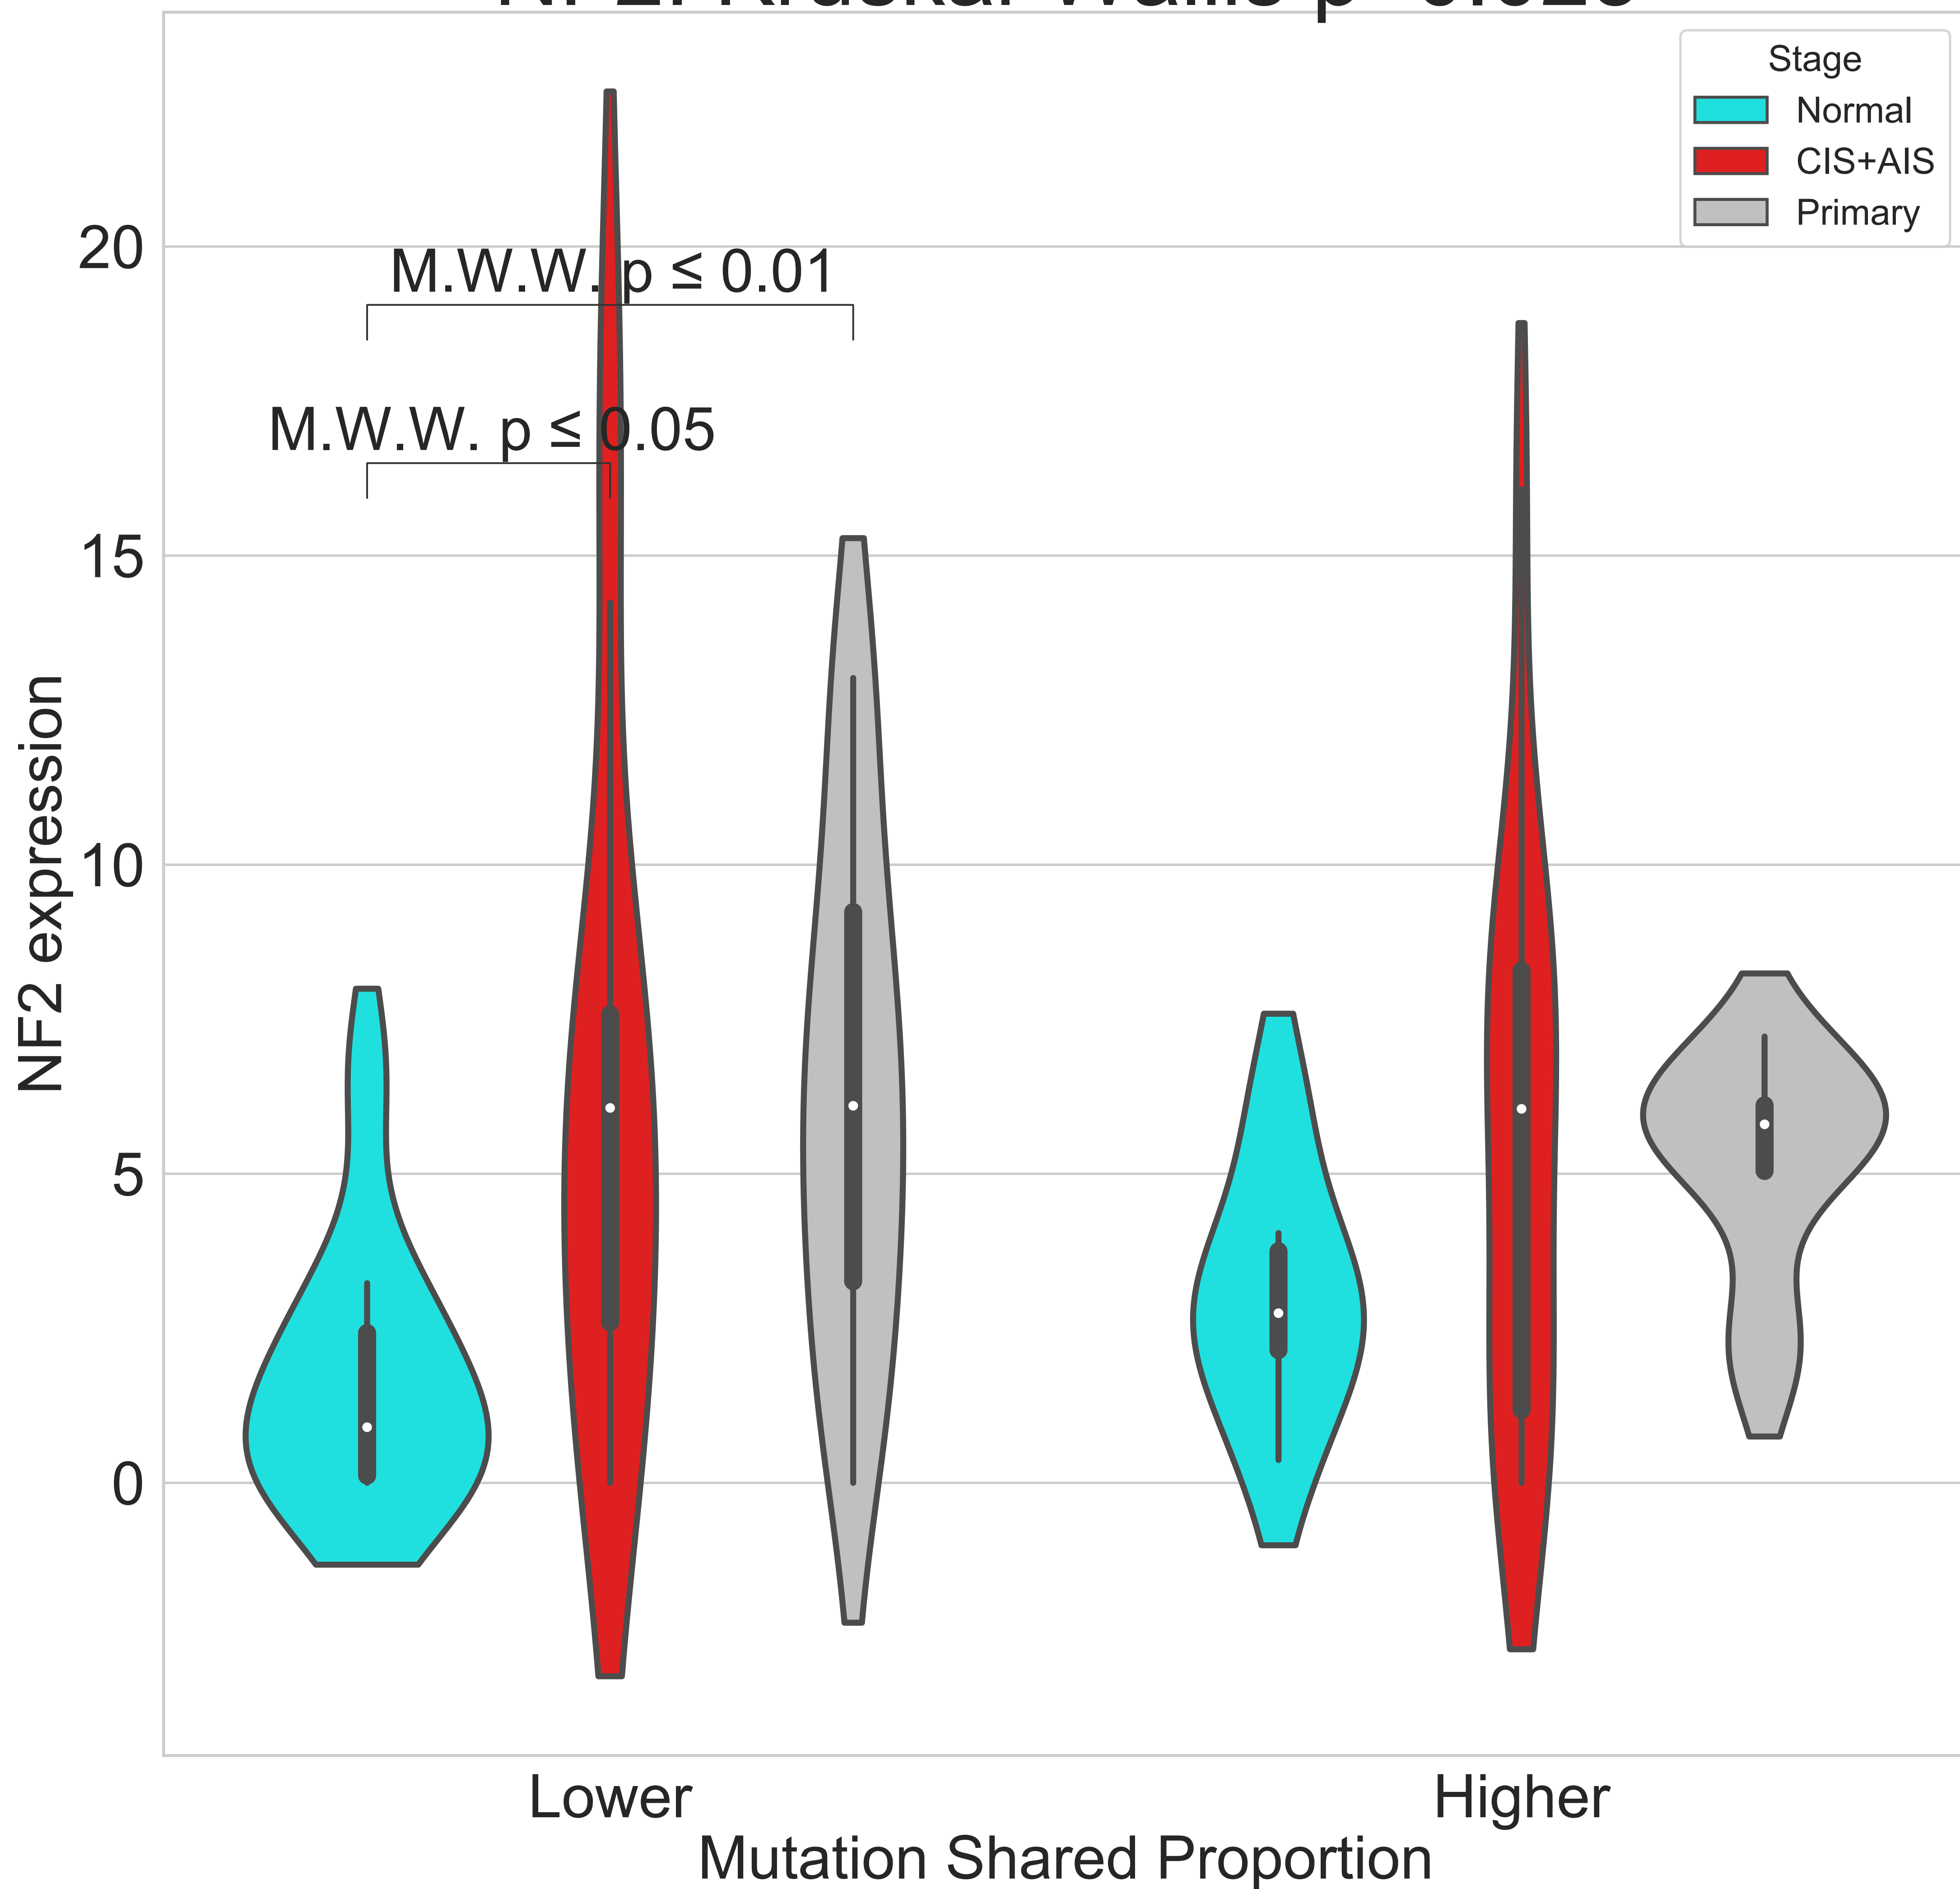 Stage
Normal
CIS+AIS
Primary
20
M.W.W. p ≤ 0.01
M.W.W. p ≤ 0.05
15
10
5
0
NF2 expression
Lower
Higher
Mutation Shared Proportion